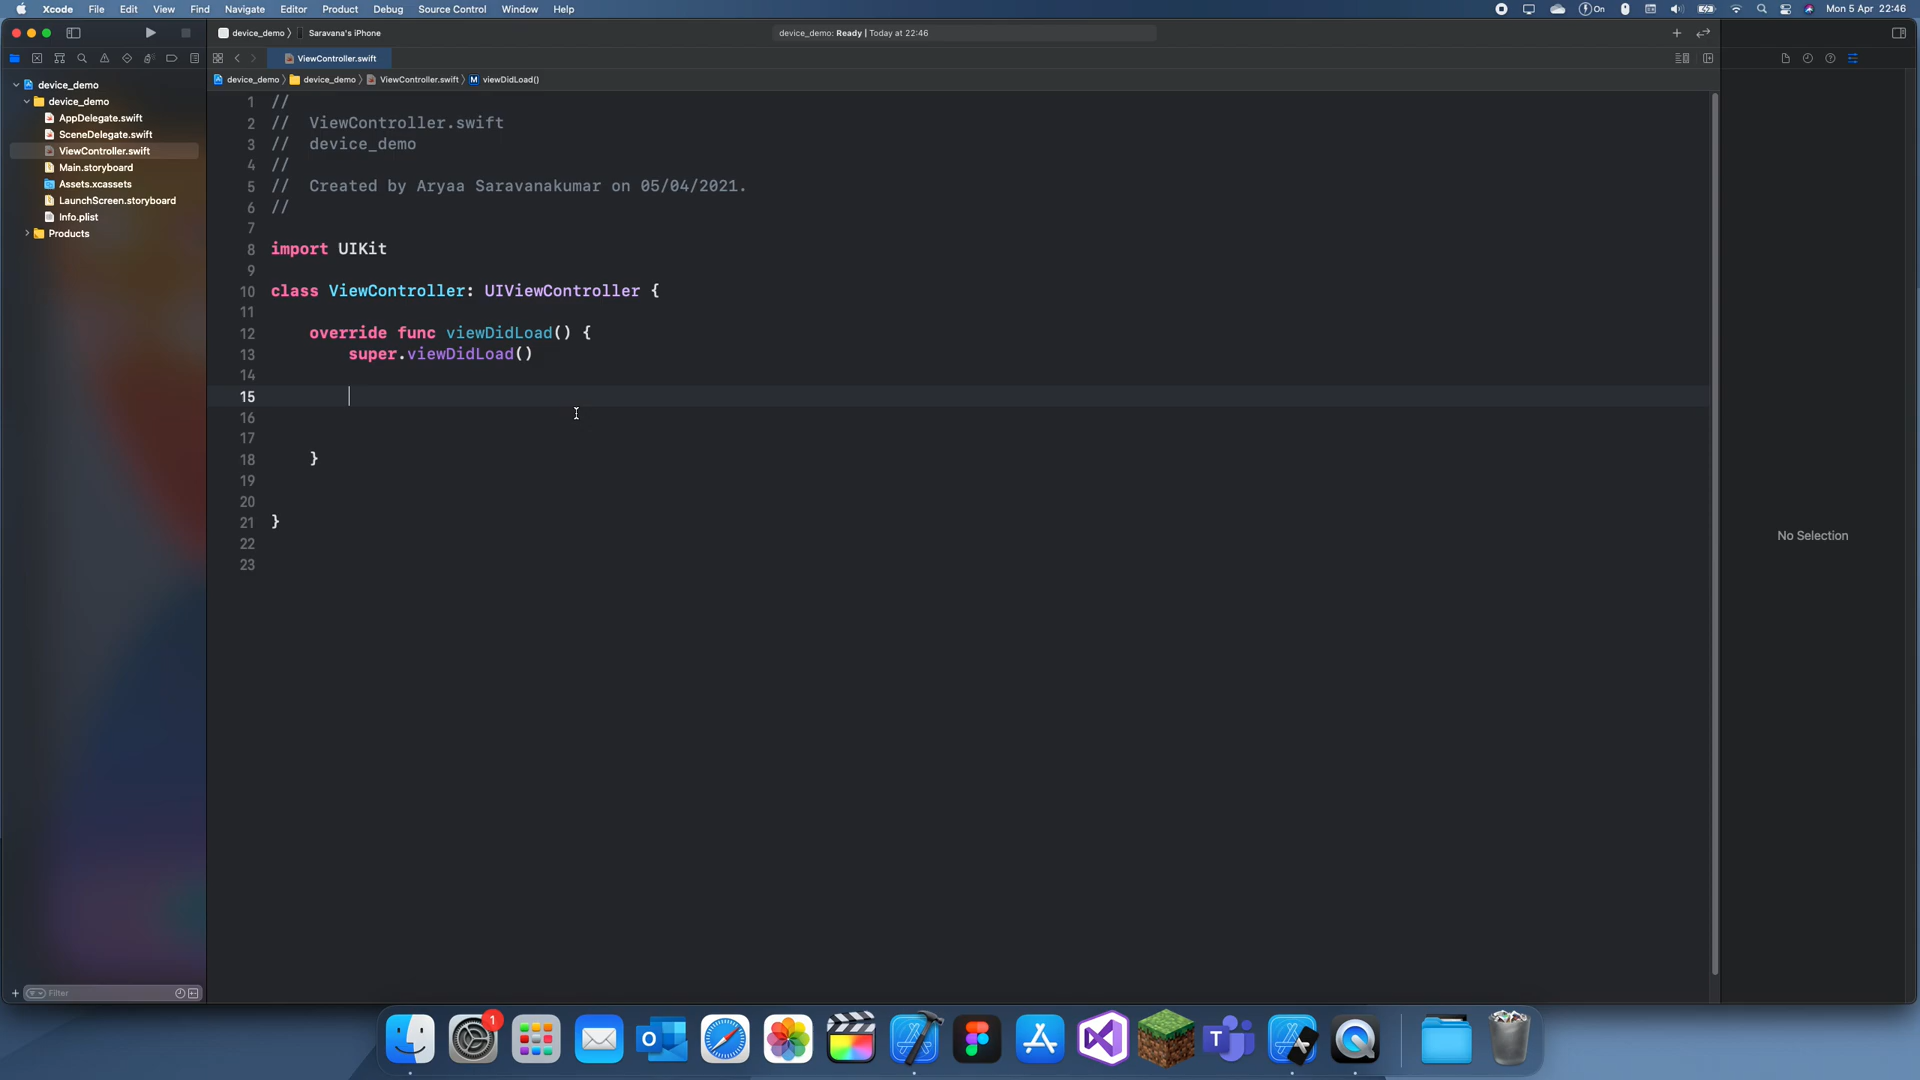 Xcode File Edit View Find Navigate Editor Product Debug Source Control Window Help On Mon 5 Apr 22:46
device_demo Saravana's iPhone device_demo: Ready | Today at 22:46
ViewController.swift
device_demo device_demo ViewController.swift M viewDidLoad()
device_demo
device_demo
AppDelegate.swift
SceneDelegate.swift
ViewController.swift
Main.storyboard
Assets.xcassets
LaunchScreen.storyboard
Info.plist
Products
1 //
2 // ViewController.swift
3 // device_demo
4 //
5 // Created by Aryaa Saravanakumar on 05/04/2021.
6 //
7
8 import UIKit
9
10 class ViewController: UIViewController {
11
12 override func viewDidLoad() {
13 super.viewDidLoad()
14
15
16
17
18 }
19
20
21 }
22
23
No Selection
Filter
1